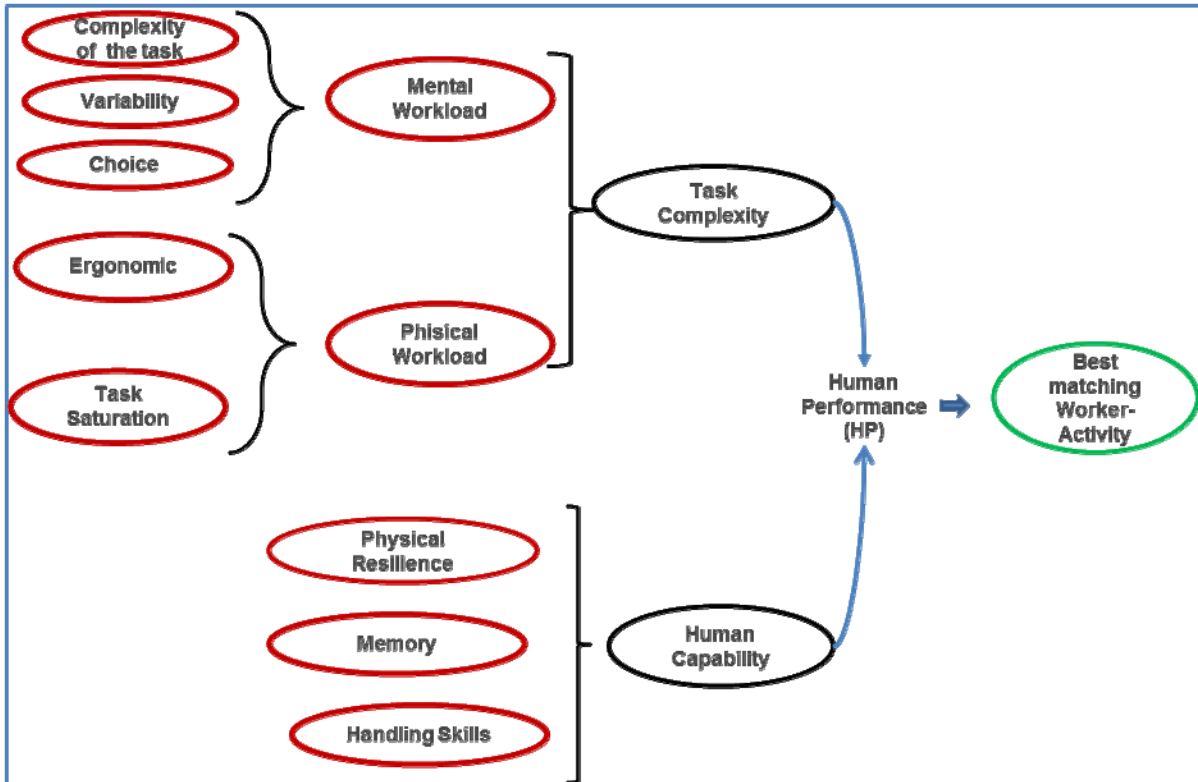 Complexity
of the task
Variability
Choice
Ergonomic
Task
Saturation
Mental
Workload
Phisical
Workload
Task
Complexity
Physical
Resilience
Memory
Handling Skills
Human
Capability
Human
Performance
(HP)
Best
matching
Worker-
Activity